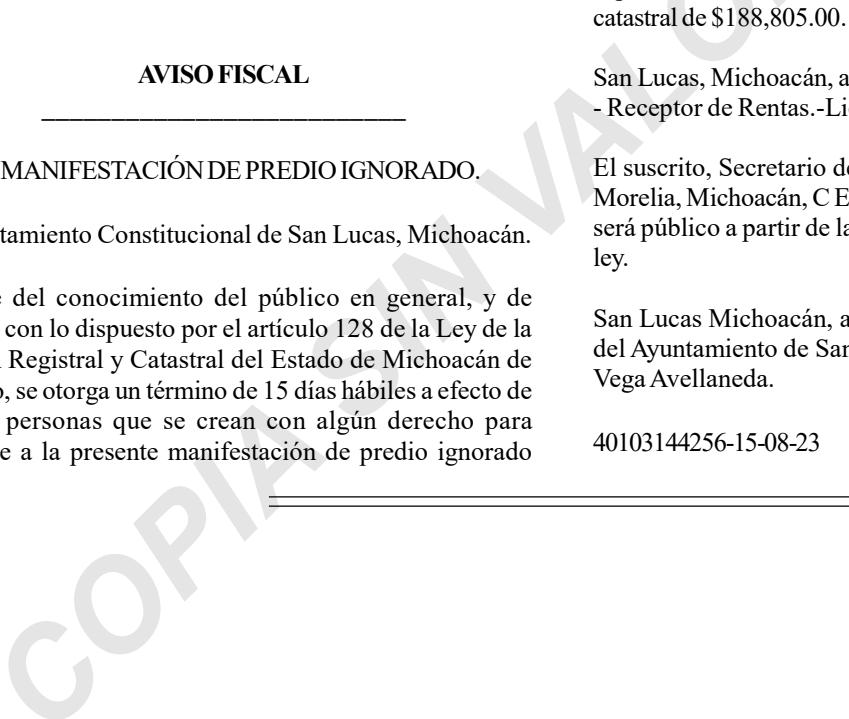 AVISO FISCAL
MANIFESTACIÓN DE PREDIO IGNORADO.
tamiento Constitucional de San Lucas, Michoacán.
del conocimiento del público en general, y de
con lo dispuesto por el artículo 128 de la Ley de la
Registral y Catastral del Estado de Michoacán de
se otorga un término de 15 días hábiles a efecto de
personas que se crean con algún derecho para
e a la presente manifestación de predio ignorado
catastral de $188,805.00.
San Lucas, Michoacán, a
- Receptor de Rentas.-Li
El suscrito, Secretario de
Morelia, Michoacán, C E
será público a partir de la
ley.
San Lucas Michoacán, a
del Ayuntamiento de San
Vega Avellaneda.
40103144256-15-08-23
COPIA SIN VALO